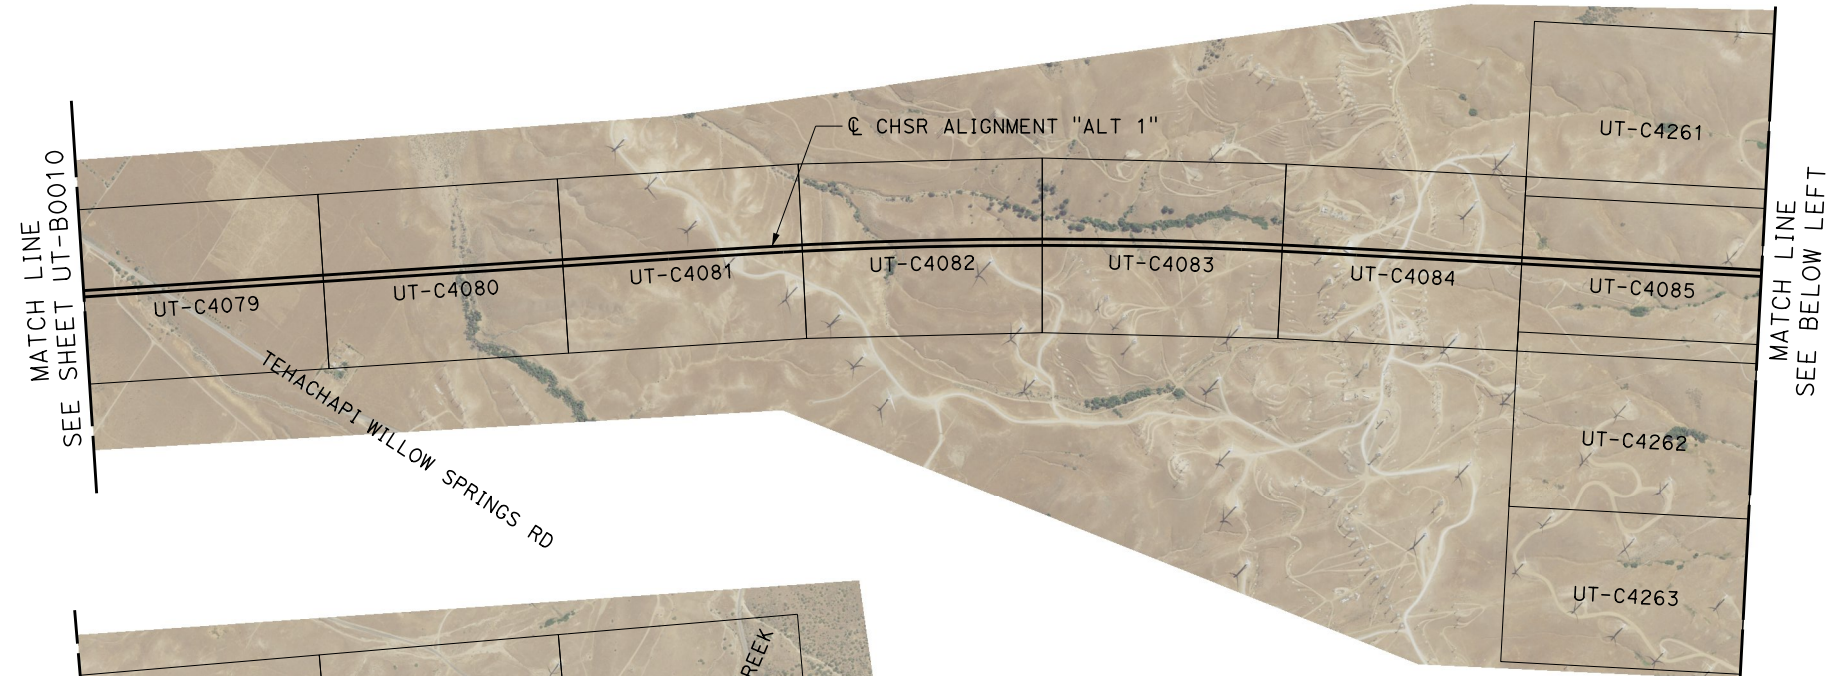 MATCH LINE
SEE SHEET UT-B0010
℄ CHSR ALIGNMENT "ALT 1"
UT-C4079
UT-C4080
UT-C4081
UT-C4082
UT-C4083
UT-C4084
UT-C4085
UT-C4261
UT-C4262
UT-C4263
TEHACHAPI WILLOW SPRINGS RD
MATCH LINE
SEE BELOW LEFT
REEK